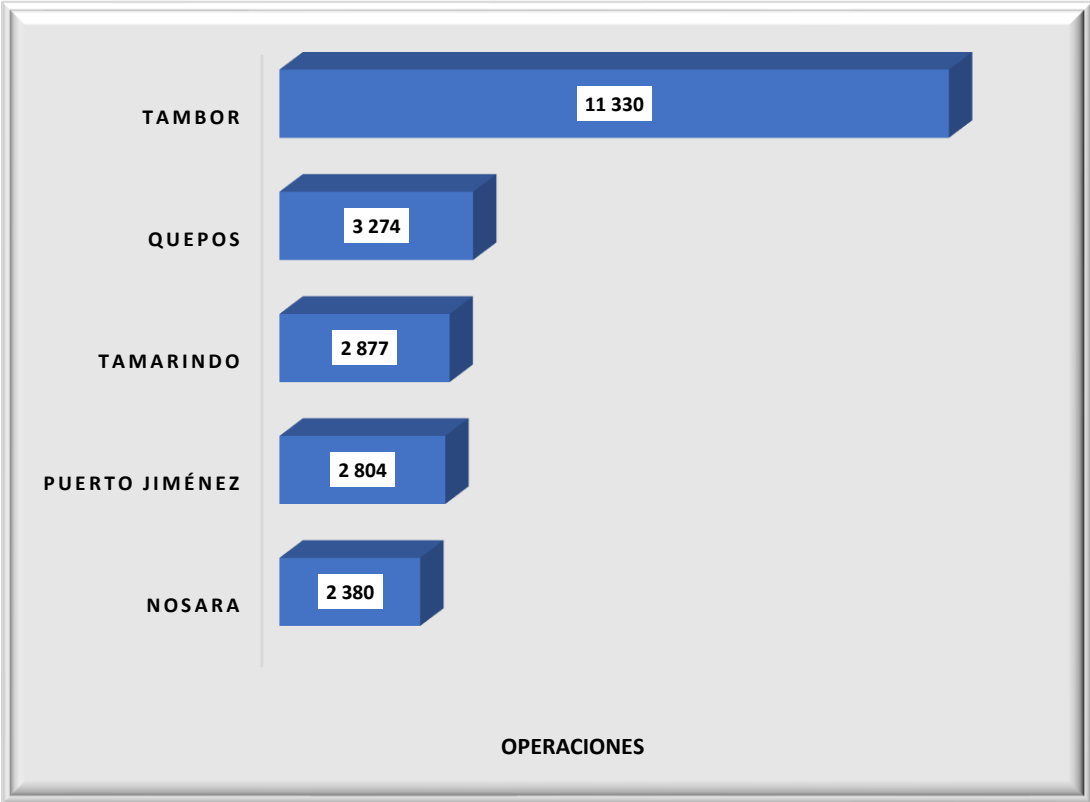 11 330
TAMBOR
3 274
QUEPOS
2 877
TAMARINDO
2 804
PUERTO JIMÉNEZ
2 380
NOSARA
OPERACIONES